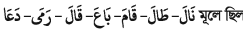 نَالَ – طَالَ – قَامَ – بَاعَ – قَالَ – رَمَى – دَعَا মূলে ছিল